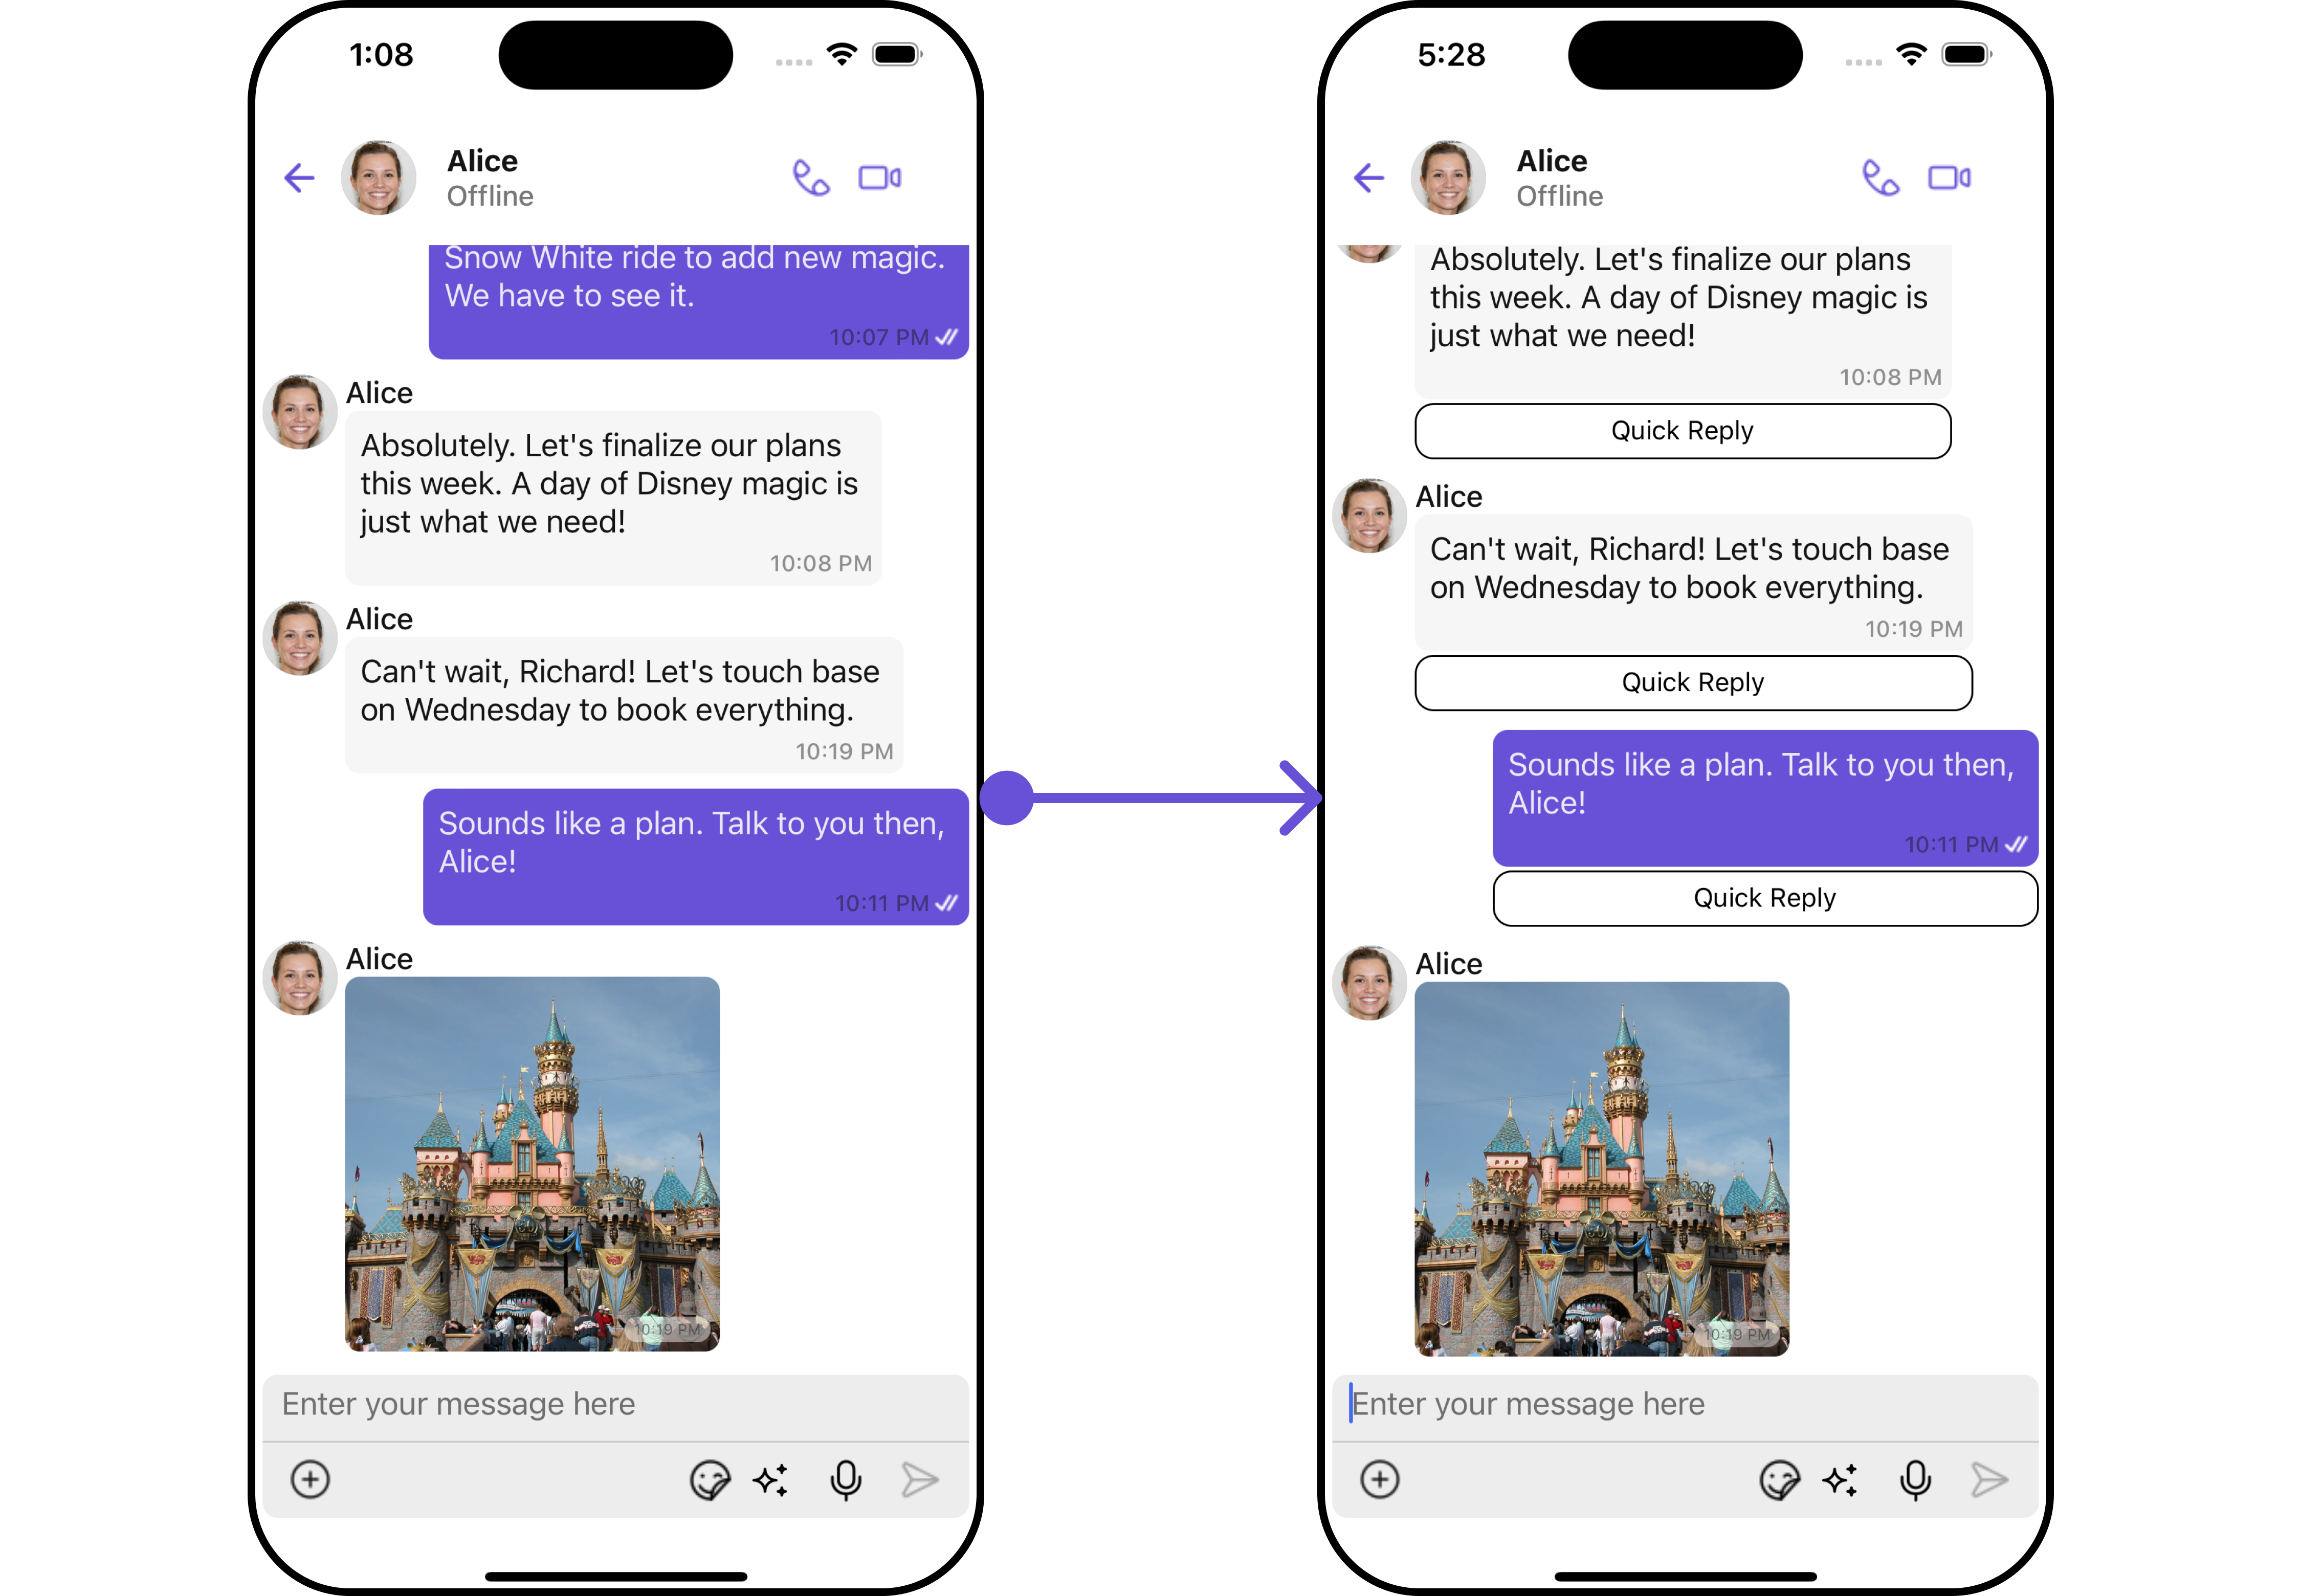 1:08
Alice
Offline
Snow White ride to add new magic.
We have to see it.
10:07 PM
Alice
Absolutely. Let's finalize our plans
this week. A day of Disney magic is
just what we need!
10:08 PM
Alice
Can't wait, Richard! Let's touch base
on Wednesday to book everything.
10:19 PM
Sounds like a plan. Talk to you then,
Alice!
10:11 PM
Alice
10:19 PM
Enter your message here
5:28
Alice
Offline
Absolutely. Let's finalize our plans
this week. A day of Disney magic is
just what we need!
10:08 PM
Quick Reply
Alice
Can't wait, Richard! Let's touch base
on Wednesday to book everything.
10:19 PM
Quick Reply
Sounds like a plan. Talk to you then,
Alice!
10:11 PM
Quick Reply
Alice
10:19 PM
Enter your message here